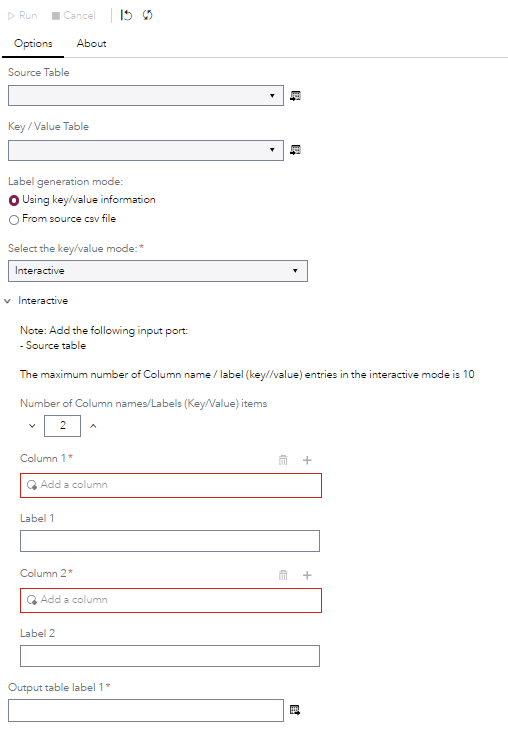 Run Cancel
Options About
Source Table
Key / Value Table
Label generation mode:
Using key/value information
From source csv file
Select the key/value mode:*
Interactive
Interactive
Note: Add the following input port:
- Source table
The maximum number of Column name / label (key//value) entries in the interactive mode is 10
Number of Column names/Labels (Key/Value) items
2
Column 1*
Add a column
Label 1
Column 2*
Add a column
Label 2
Output table label 1*